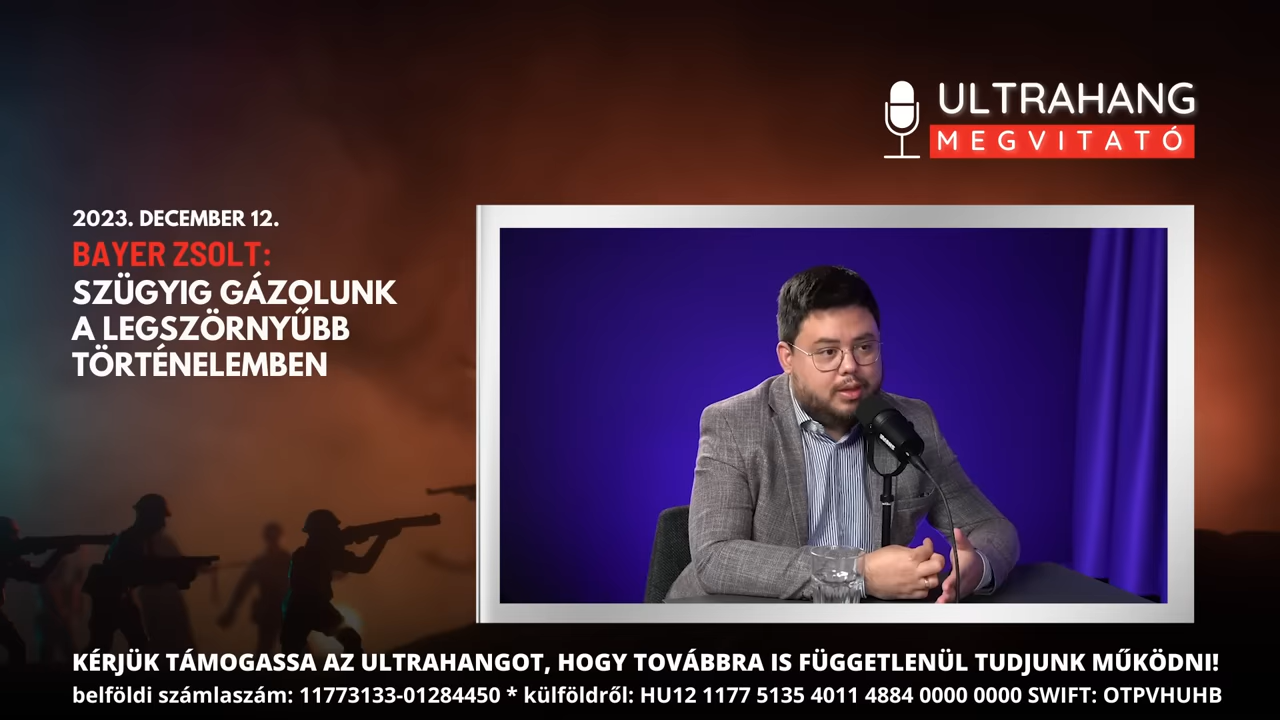 ULTRAHANG
MEGVITATÓ
2023. DECEMBER 12.
BAYER ZSOLT:
SZÜGYIG GÁZOLUNK
A LEGSZÖRNYŰBB
TÖRTÉNELEMBEN
KÉRJÜK TÁMOGASSA AZ ULTRAHANGOT, HOGY TOVÁBBRA IS FÜGGETLENÜL TUDJUNK MŰKÖDNI!
belföldi számlaszám: 11773133-01284450 * külföldről: HU12 1177 5135 4011 4884 0000 0000 SWIFT: OTPVHUHB